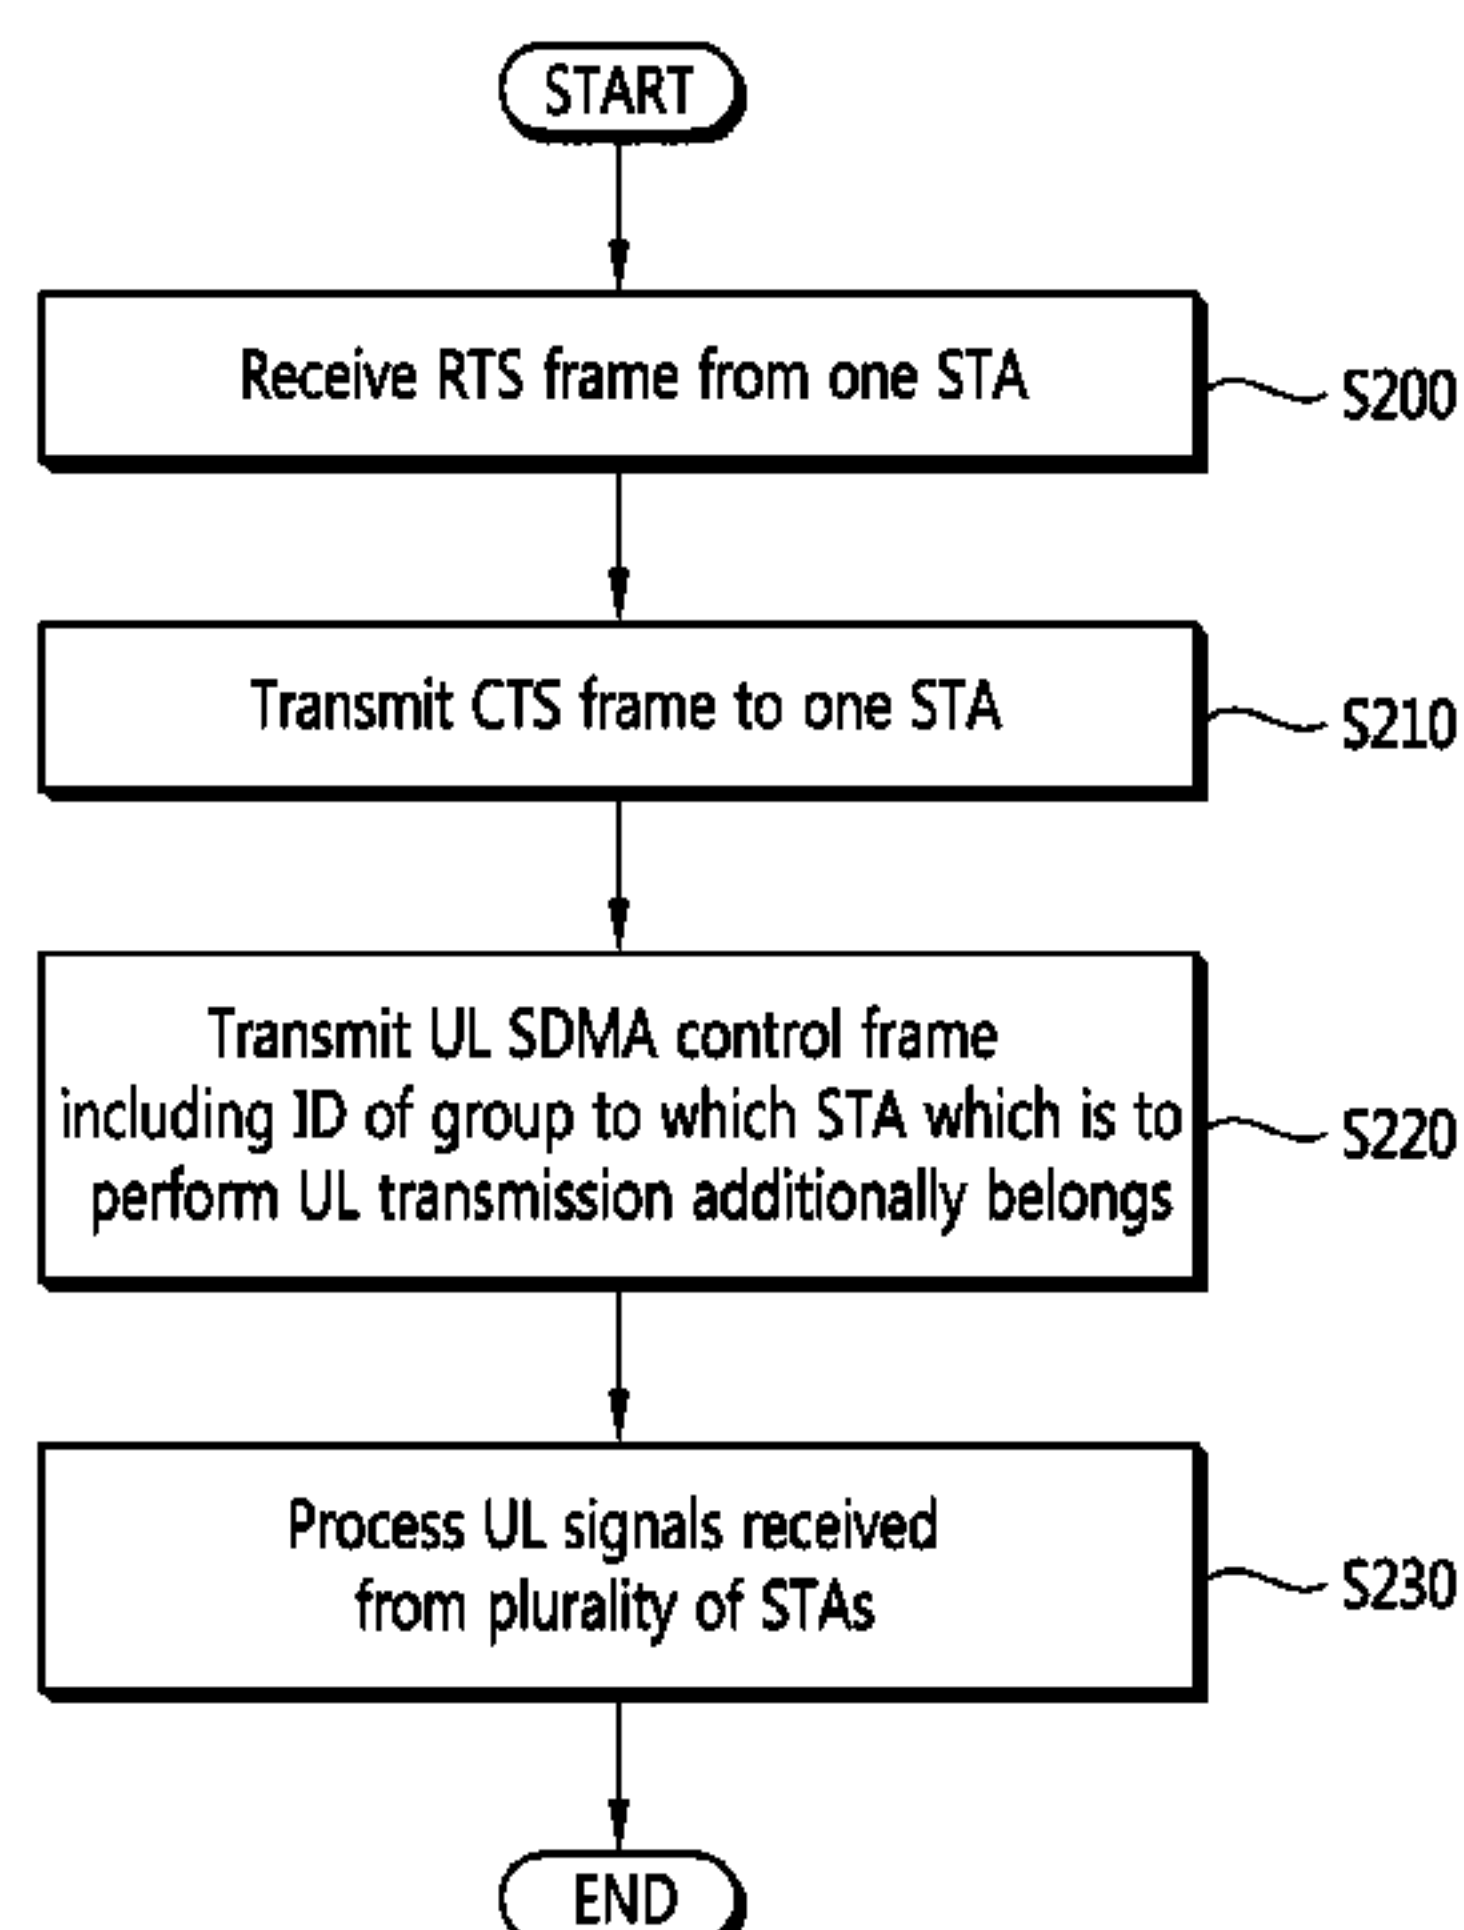 START
Receive RTS frame from one STA
S200
Transmit CTS frame to one STA
S210
Transmit UL SDMA control frame
including ID of group to which STA which is to
perform UL transmission additionally belongs
S220
Process UL signals received
from plurality of STAs
S230
END